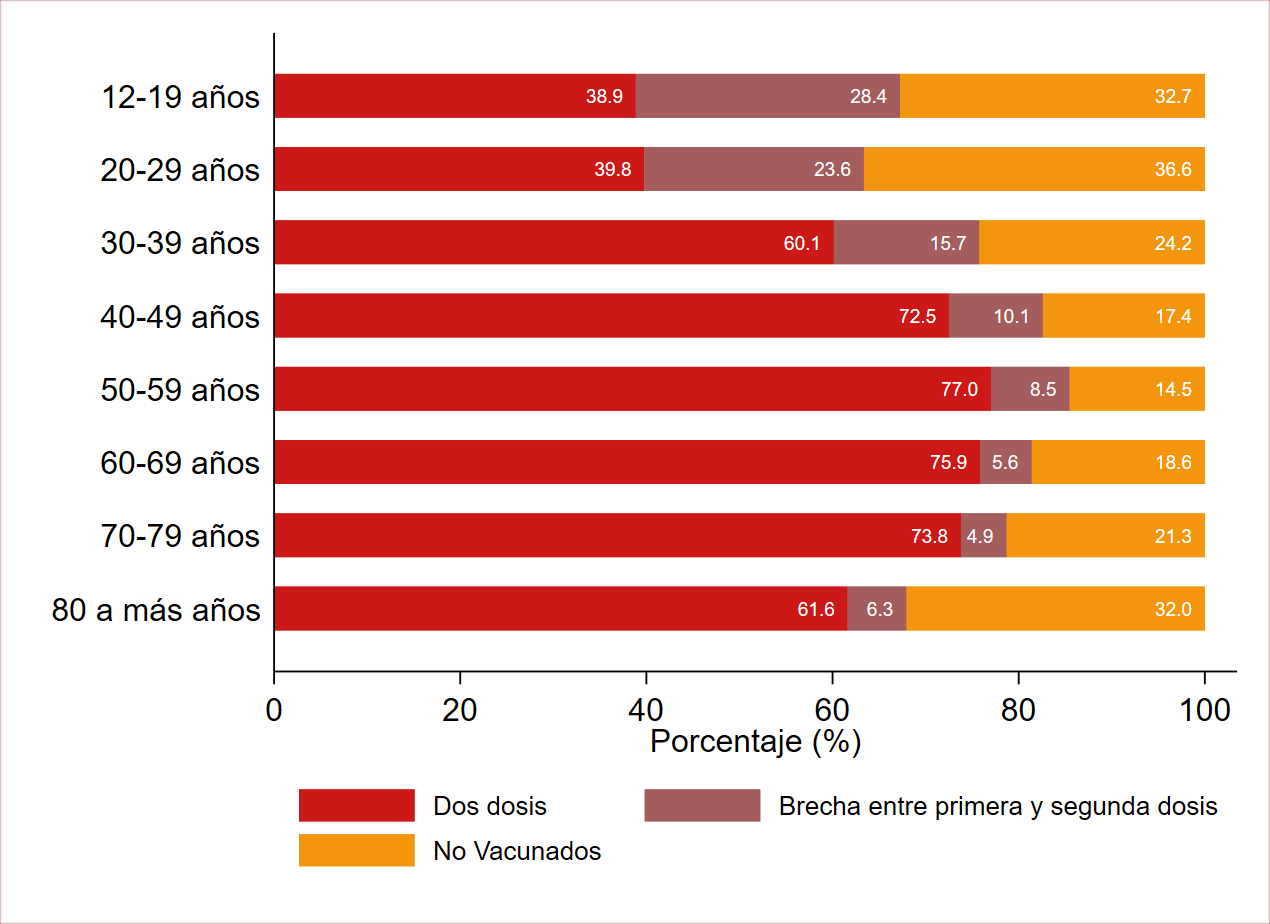 12-19 años 38.9 28.4 32.7
20-29 años 39.8 23.6 36.6
30-39 años 60.1 15.7 24.2
40-49 años 72.5 10.1 17.4
50-59 años 77.0 8.5 14.5
60-69 años 75.9 5.6 18.6
70-79 años 73.8 4.9 21.3
80 a más años 61.6 6.3 32.0
0 20 40 60 80 100
Porcentaje (%)
Dos dosis Brecha entre primera y segunda dosis
No Vacunados